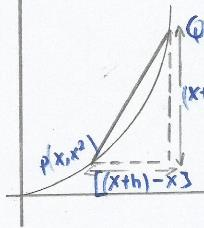 Q
(x+
P(x,x²)
[(x+h)-x]